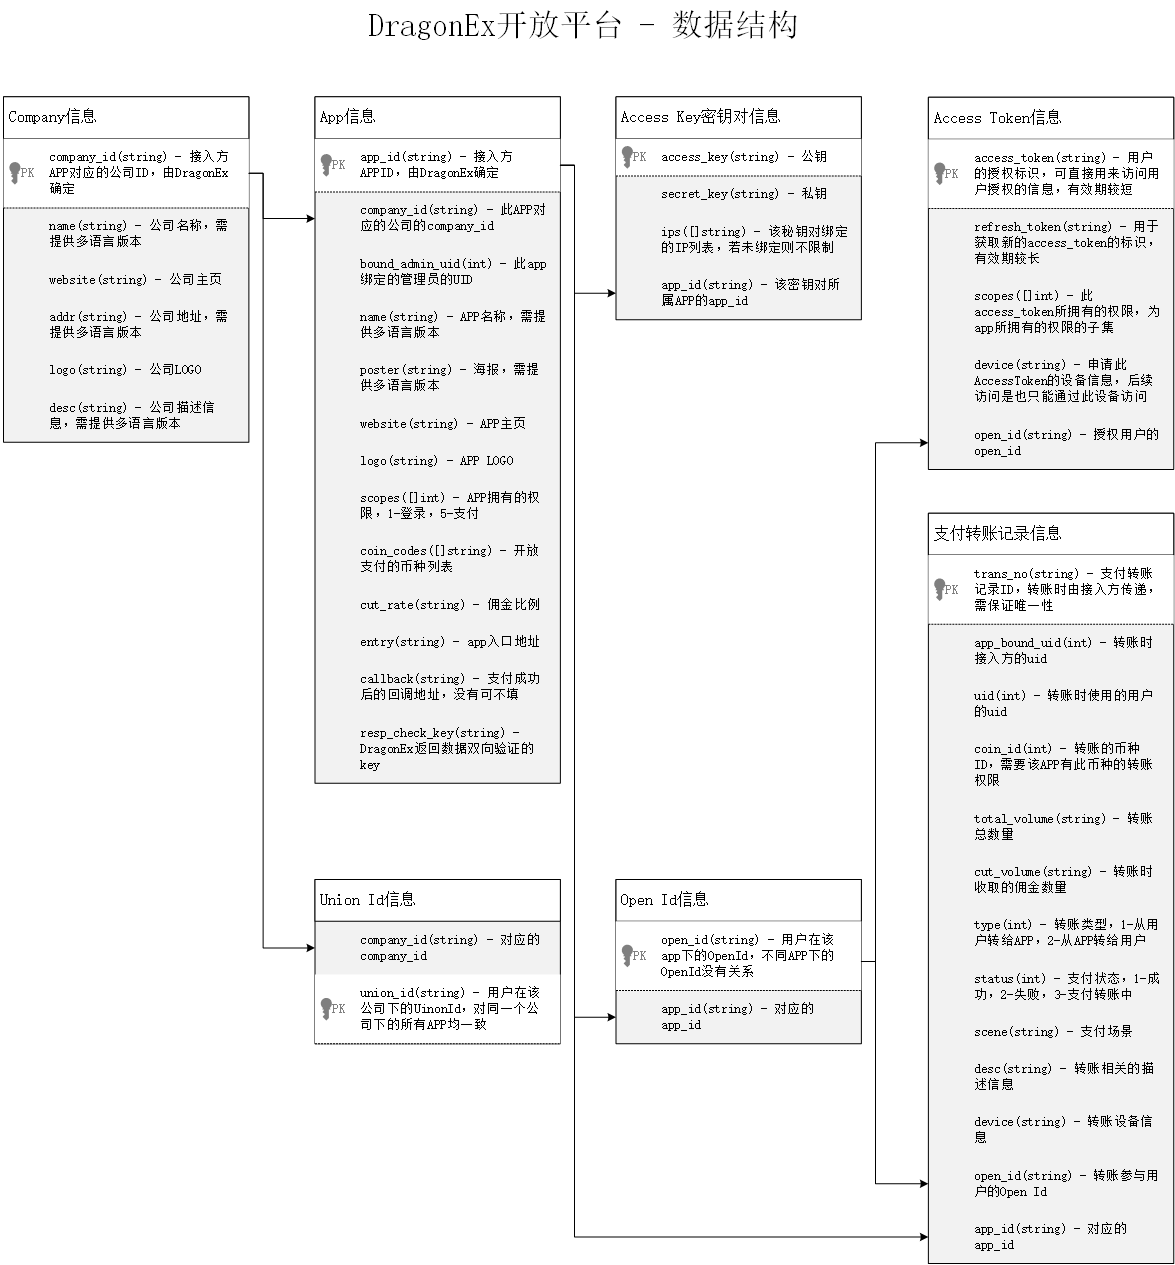 DragonEx开放平台 - 数据结构
Company信息
PK
company_id(string) - 接入方
APP对应的公司ID，由DragonEx
确定
name(string) - 公司名称，需
提供多语言版本
website(string) - 公司主页
addr(string) - 公司地址，需
提供多语言版本
logo(string) - 公司LOGO
desc(string) - 公司描述信
息，需提供多语言版本
App信息
PK
app_id(string) - 接入方
APPID，由DragonEx确定
company_id(string) - 此APP对
应的公司的company_id
bound_admin_uid(int) - 此app
绑定的管理员的UID
name(string) - APP名称，需提
供多语言版本
poster(string) - 海报，需提
供多语言版本
website(string) - APP主页
logo(string) - APP LOGO
scopes([]int) - APP拥有的权
限，1-登录，5-支付
coin_codes([]string) - 开放
支付的币种列表
cut_rate(string) - 佣金比例
entry(string) - app入口地址
callback(string) - 支付成功
后的回调地址，没有可不填
resp_check_key(string) -
DragonEx返回数据双向验证的
key
Access Key密钥对信息
PK
access_key(string) - 公钥
secret_key(string) - 私钥
ips([]string) - 该秘钥对绑定
的IP列表，若未绑定则不限制
app_id(string) - 该密钥对所
属APP的app_id
Access Token信息
PK
access_token(string) - 用户
的授权标识，可直接用来访问用
户授权的信息，有效期较短
refresh_token(string) - 用于
获取新的access_token的标识，
有效期较长
scopes([]int) - 此
access_token所拥有的权限，为
app所拥有的权限的子集
device(string) - 申请此
AccessToken的设备信息，后续
访问是也只能通过此设备访问
open_id(string) - 授权用户的
open_id
支付转账记录信息
PK
trans_no(string) - 支付转账
记录ID，转账时由接入方传递，
需保证唯一性
app_bound_uid(int) - 转账时
接入方的uid
uid(int) - 转账时使用的用户
的uid
coin_id(int) - 转账的币种
ID，需要该APP有此币种的转账
权限
total_volume(string) - 转账
总数量
cut_volume(string) - 转账时
收取的佣金数量
type(int) - 转账类型，1-从用
户转给APP，2-从APP转给用户
status(int) - 支付状态，1-成
功，2-失败，3-支付转账中
scene(string) - 支付场景
desc(string) - 转账相关的描
述信息
device(string) - 转账设备信
息
open_id(string) - 转账参与用
户的Open Id
app_id(string) - 对应的
app_id
Union Id信息
company_id(string) - 对应的
company_id
PK
union_id(string) - 用户在该
公司下的UinonId，对同一个公
司下的所有APP均一致
Open Id信息
PK
open_id(string) - 用户在该
app下的OpenId，不同APP下的
OpenId没有关系
app_id(string) - 对应的
app_id